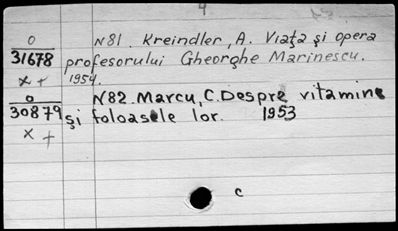 4
0 N81. Kreindler, A. Viaţa şi opera
31678 profesorului Gheorghe Marinescu.
x + 1954.
0 N82. Marcu, C. Despre vitamine
30879 şi foloasele lor. 1953
x +
c